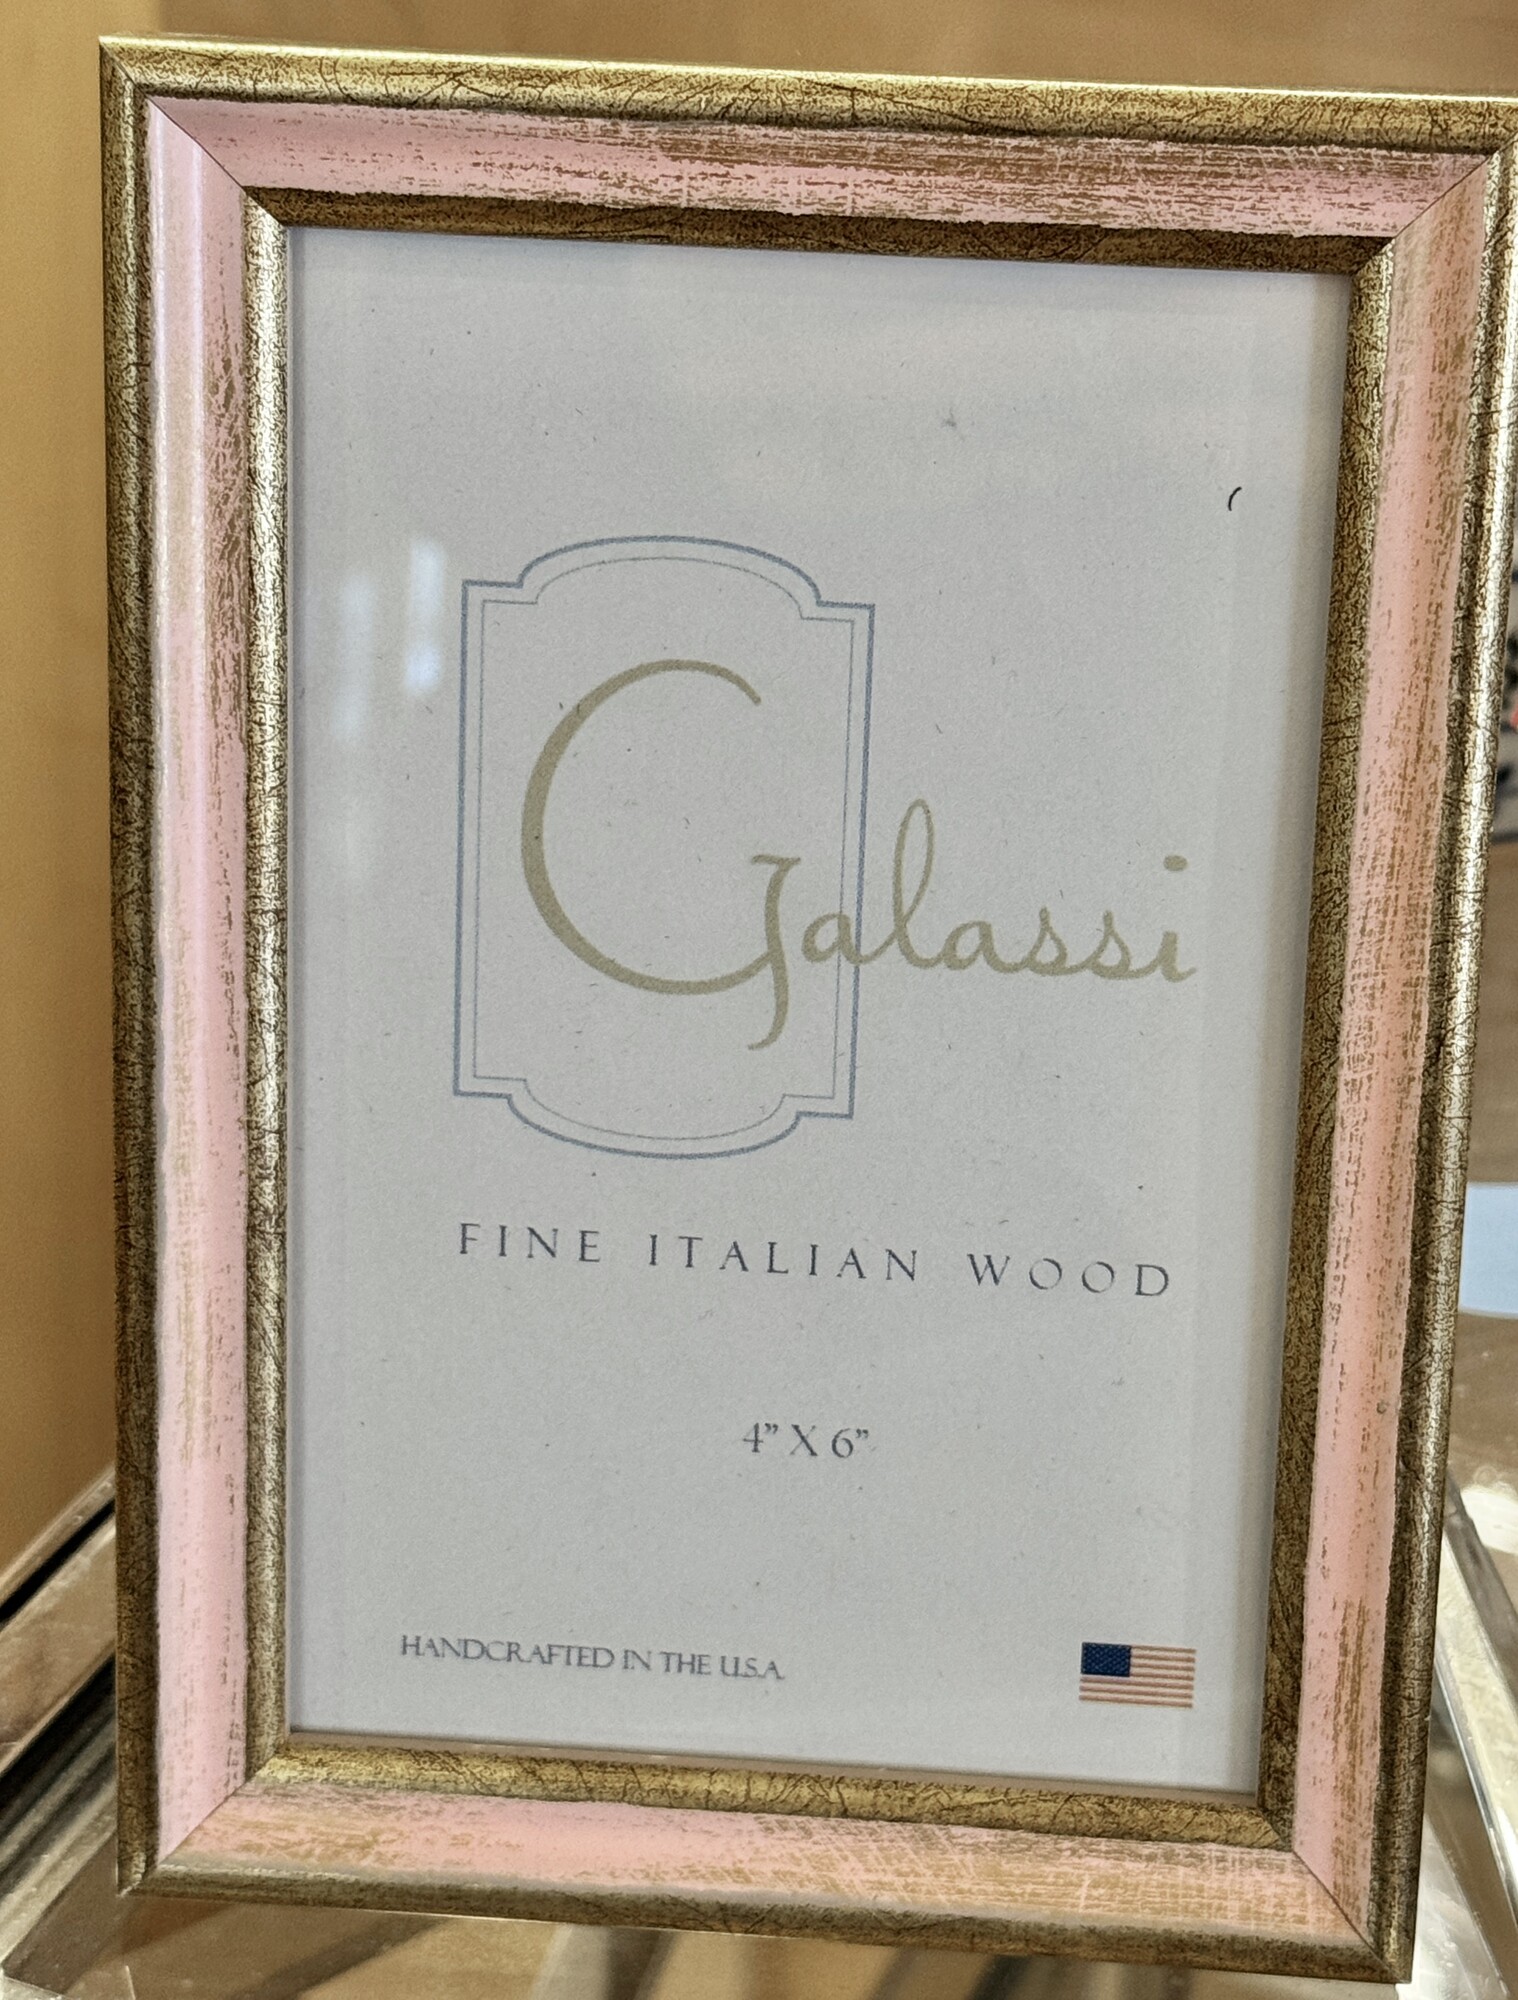 Galassi
FINE ITALIAN WOOD
4” X 6”
HANDCRAFTED IN THE U.S.A.